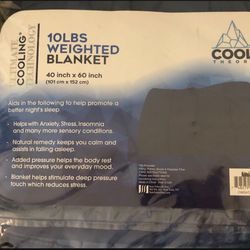 ULTIMATE
COOLING
TECHNOLOGY
10LBS
WEIGHTED
BLANKET
40 inch x 60 inch
(101 cm x 152 cm)
COOL
THEORY
Aids in the following to help promote a
better night's sleep.
- Helps with Anxiety, Stress, Insomnia
and many more sensory conditions.
- Natural remedy keeps you calm and
assists in falling asleep.
- Added pressure helps the body rest
and improves your everyday mood.
- Blanket helps stimulate deep pressure
touch which reduces stress.